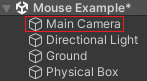 Mouse Example*
Main Camera
Directional Light
Ground
Physical Box